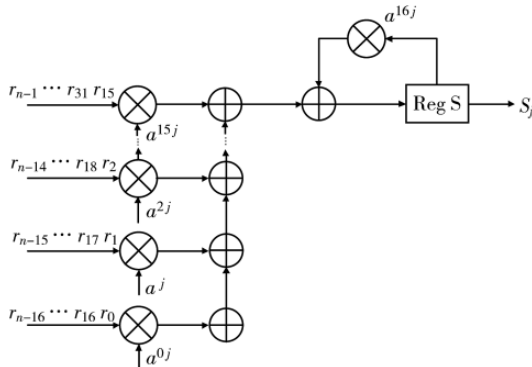 a^{16j}
r_{n-1} ⋯ r_{31} r_{15}
Reg S
S_j
a^{15j}
r_{n-14} ⋯ r_{18} r_2
a^{2j}
r_{n-15} ⋯ r_{17} r_1
a^j
r_{n-16} ⋯ r_{16} r_0
a^{0j}